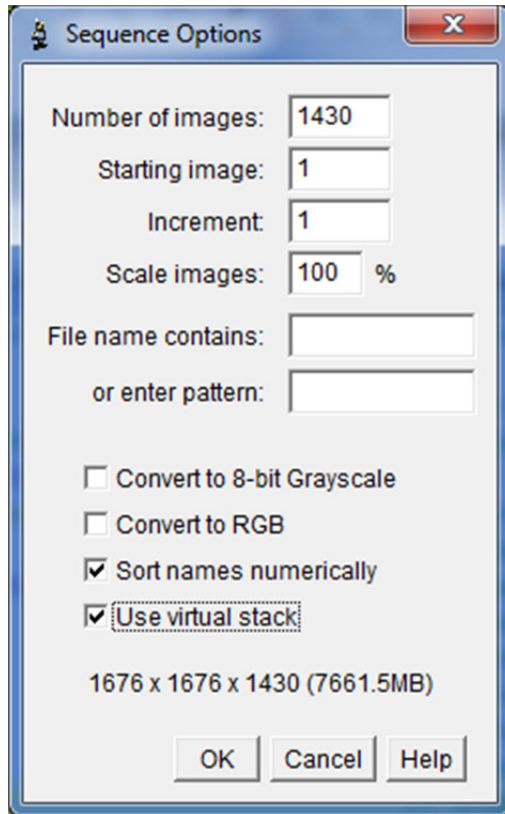 Sequence Options
Number of images: 1430
Starting image: 1
Increment: 1
Scale images: 100 %
File name contains:
or enter pattern:
Convert to 8-bit Grayscale
Convert to RGB
Sort names numerically
Use virtual stack
1676 x 1676 x 1430 (7661.5MB)
OK Cancel Help